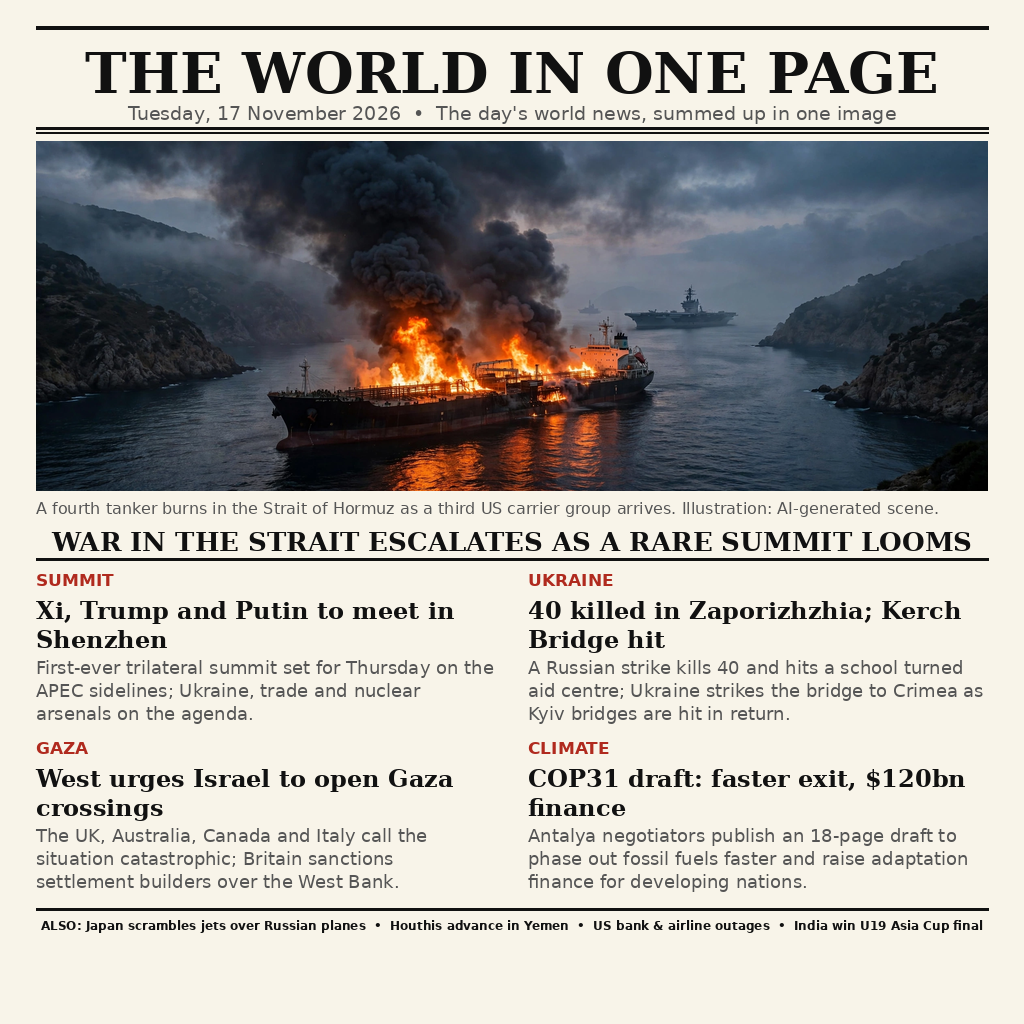 THE WORLD IN ONE PAGE
Tuesday, 17 November 2026 • The day's world news, summed up in one image
A fourth tanker burns in the Strait of Hormuz as a third US carrier group arrives. Illustration: AI-generated scene.
WAR IN THE STRAIT ESCALATES AS A RARE SUMMIT LOOMS
SUMMIT
Xi, Trump and Putin to meet in
Shenzhen
First-ever trilateral summit set for Thursday on the
APEC sidelines; Ukraine, trade and nuclear
arsenals on the agenda.
UKRAINE
40 killed in Zaporizhzhia; Kerch
Bridge hit
A Russian strike kills 40 and hits a school turned
aid centre; Ukraine strikes the bridge to Crimea as
Kyiv bridges are hit in return.
GAZA
West urges Israel to open Gaza
crossings
The UK, Australia, Canada and Italy call the
situation catastrophic; Britain sanctions
settlement builders over the West Bank.
CLIMATE
COP31 draft: faster exit, $120bn
finance
Antalya negotiators publish an 18-page draft to
phase out fossil fuels faster and raise adaptation
finance for developing nations.
ALSO: Japan scrambles jets over Russian planes • Houthis advance in Yemen • US bank & airline outages • India win U19 Asia Cup final